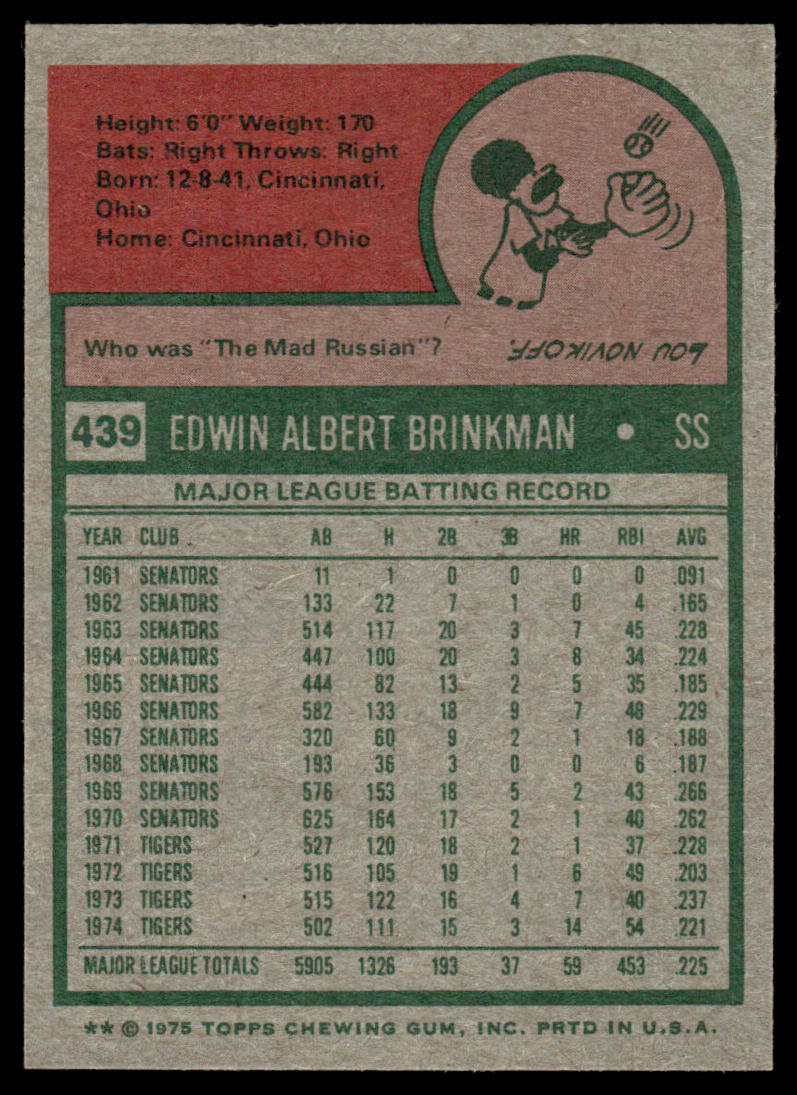 Height: 6'0" Weight: 170
Bats: Right Throws: Right
Born: 12-8-41, Cincinnati,
Ohio
Home: Cincinnati, Ohio
Who was "The Mad Russian"?
LOU NOVIKOFF.
439 EDWIN ALBERT BRINKMAN • SS
MAJOR LEAGUE BATTING RECORD
YEAR CLUB AB H 2B 3B HR RBI AVG
1961 SENATORS 11 1 0 0 0 0 .091
1962 SENATORS 133 22 7 1 0 4 .165
1963 SENATORS 514 117 20 3 7 45 .228
1964 SENATORS 447 100 20 3 8 34 .224
1965 SENATORS 444 82 13 2 5 35 .185
1966 SENATORS 582 133 18 9 7 48 .229
1967 SENATORS 320 60 9 2 1 18 .188
1968 SENATORS 193 36 3 0 0 6 .187
1969 SENATORS 576 153 18 5 2 43 .266
1970 SENATORS 625 164 17 2 1 40 .262
1971 TIGERS 527 120 18 2 1 37 .228
1972 TIGERS 516 105 19 1 6 49 .203
1973 TIGERS 515 122 16 4 7 40 .237
1974 TIGERS 502 111 15 3 14 54 .221
MAJOR LEAGUE TOTALS 5905 1326 193 37 59 453 .225
** © 1975 TOPPS CHEWING GUM, INC. PRTD IN U.S.A.